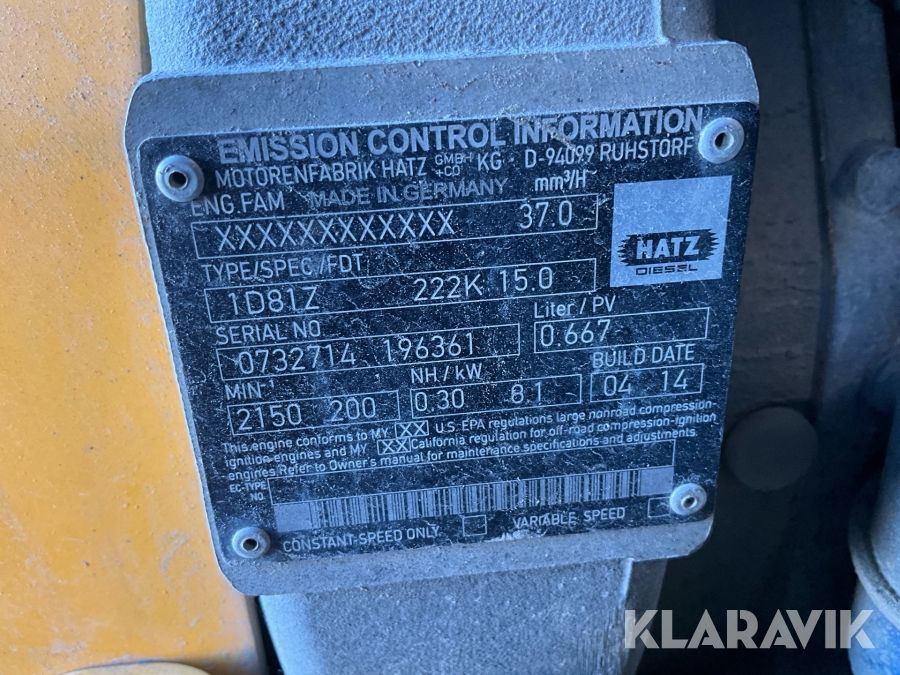 EMISSION CONTROL INFORMATION
MOTORENFABRIK HATZ GMBH +CO KG · D-94099 RUHSTORF
ENG.FAM MADE IN GERMANY mm³/H
XXXXXXXXXXXX 37.0
HATZ
DIESEL
TYPE/SPEC/FDT
1D81Z 222K 15.0
SERIAL NO Liter / PV
0732714 196361 0.667
MIN-¹ NH / kW BUILD DATE
2150 200 0.30 8.1 04 14
This engine conforms to MY XX U.S. EPA regulations large nonroad compression-
ignition engines and MY XX California regulation for off-road compression-ignition
engines. Refer to Owner's manual for maintenance specifications and adjustments.
EC-TYPE
NO.
CONSTANT-SPEED ONLY VARIABLE SPEED
KLARAVIK